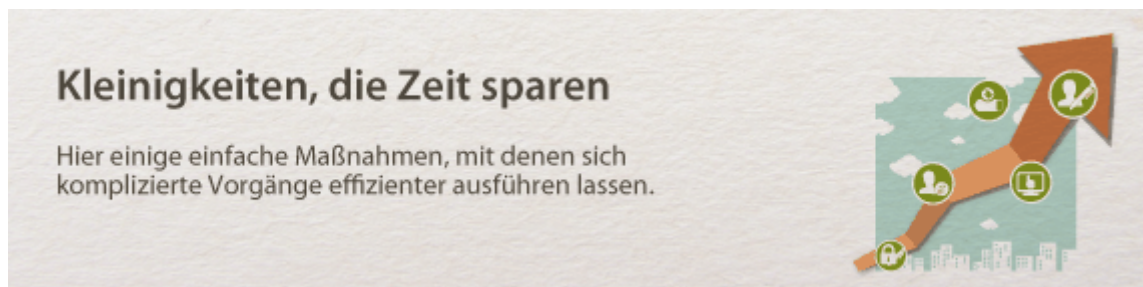 Kleinigkeiten, die Zeit sparen
Hier einige einfache Maßnahmen, mit denen sich
komplizierte Vorgänge effizienter ausführen lassen.